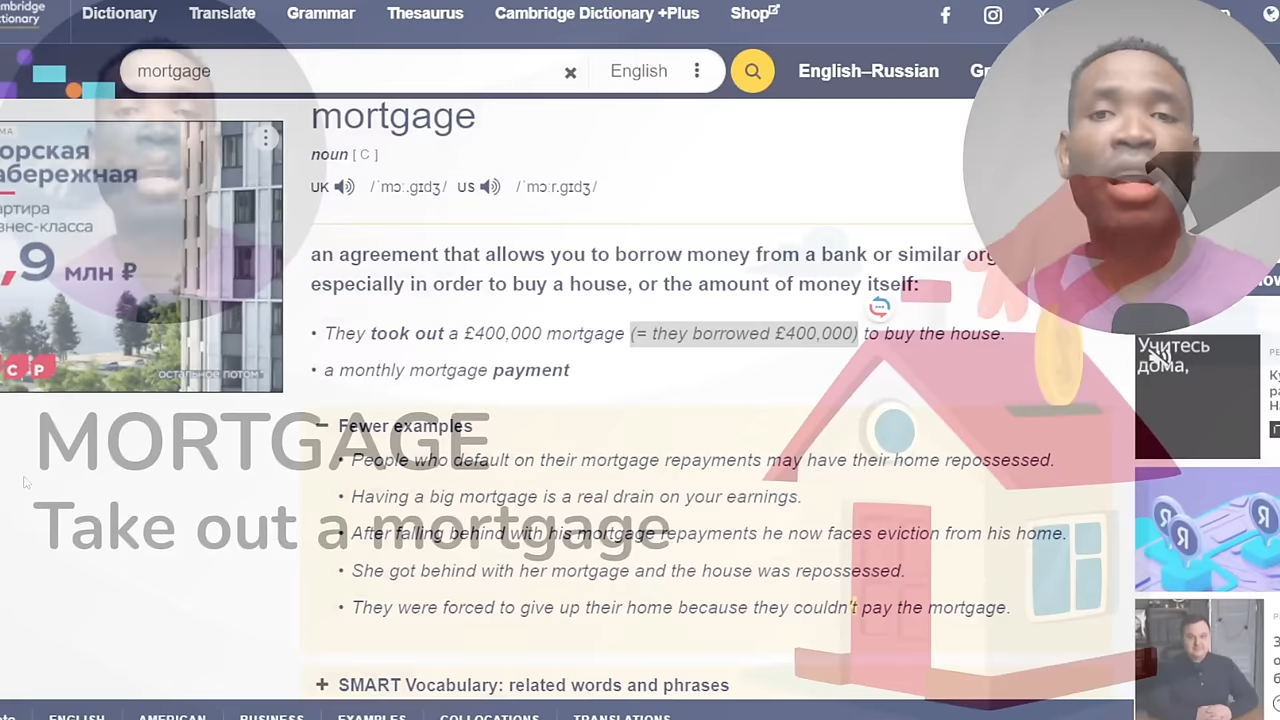 Dictionary Translate Grammar Thesaurus Cambridge Dictionary +Plus Shop
mortgage English English–Russian
mortgage
noun [ C ]
UK /ˈmɔː.ɡɪdʒ/ US /ˈmɔːr.ɡɪdʒ/
an agreement that allows you to borrow money from a bank or similar
especially in order to buy a house, or the amount of money itself:
• They took out a £400,000 mortgage (= they borrowed £400,000) to buy the house.
• a monthly mortgage payment
– Fewer examples
• People who default on their mortgage repayments may have their home repossessed.
• Having a big mortgage is a real drain on your earnings.
• After falling behind with his mortgage repayments he now faces eviction from his home.
• She got behind with her mortgage and the house was repossessed.
• They were forced to give up their home because they couldn't pay the mortgage.
+ SMART Vocabulary: related words and phrases
MORTGAGE
Take out a mortgage
,9 млн ₽
остальное потом*
Учитесь
дома,
ENGLISH AMERICAN BUSINESS EXAMPLES COLLOCATIONS TRANSLATIONS